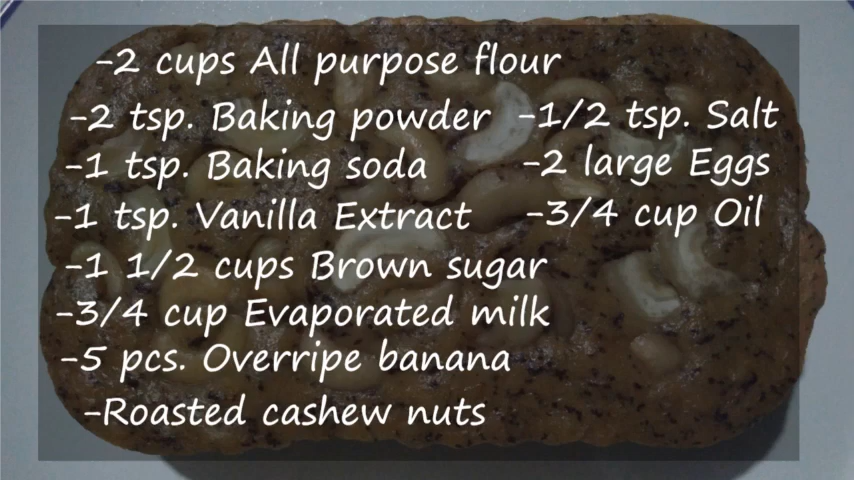 -2 cups All purpose flour
-2 tsp. Baking powder -1/2 tsp. Salt
-1 tsp. Baking soda -2 large Eggs
-1 tsp. Vanilla Extract -3/4 cup Oil
-1 1/2 cups Brown sugar
-3/4 cup Evaporated milk
-5 pcs. Overripe banana
-Roasted cashew nuts